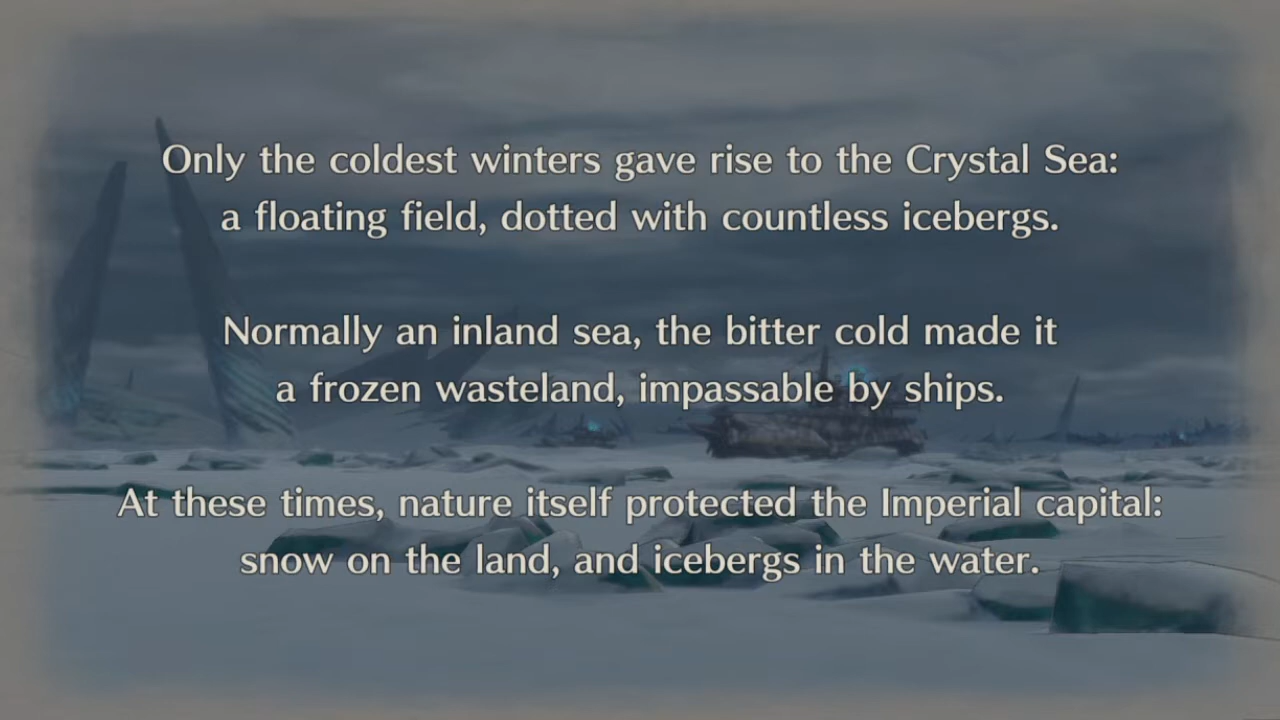 Only the coldest winters gave rise to the Crystal Sea:
a floating field, dotted with countless icebergs.
Normally an inland sea, the bitter cold made it
a frozen wasteland, impassable by ships.
At these times, nature itself protected the Imperial capital:
snow on the land, and icebergs in the water.